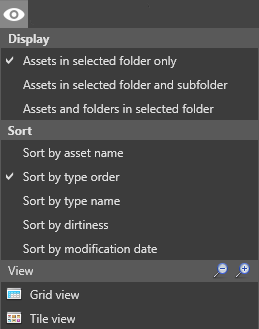 Display
Assets in selected folder only
Assets in selected folder and subfolder
Assets and folders in selected folder
Sort
Sort by asset name
Sort by type order
Sort by type name
Sort by dirtiness
Sort by modification date
View
Grid view
Tile view